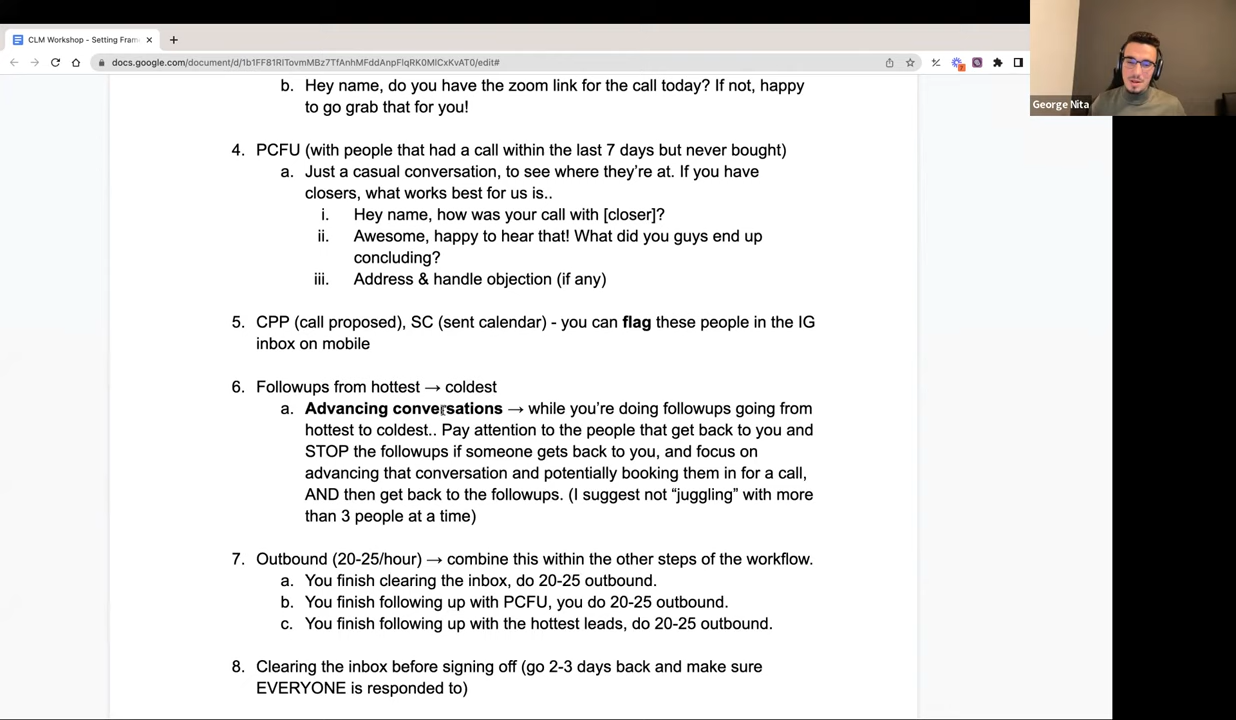 CLM Workshop - Setting Fram
docs.google.com/document/d/1b1FF81RlTovmMBz7TfAnhMFddAnpFlqRK0MlCxKvAT0/edit#
George Nita
b. Hey name, do you have the zoom link for the call today? If not, happy
to go grab that for you!
4. PCFU (with people that had a call within the last 7 days but never bought)
a. Just a casual conversation, to see where they're at. If you have
closers, what works best for us is..
i. Hey name, how was your call with [closer]?
ii. Awesome, happy to hear that! What did you guys end up
concluding?
iii. Address & handle objection (if any)
5. CPP (call proposed), SC (sent calendar) - you can flag these people in the IG
inbox on mobile
6. Followups from hottest → coldest
a. Advancing conversations → while you're doing followups going from
hottest to coldest.. Pay attention to the people that get back to you and
STOP the followups if someone gets back to you, and focus on
advancing that conversation and potentially booking them in for a call,
AND then get back to the followups. (I suggest not “juggling” with more
than 3 people at a time)
7. Outbound (20-25/hour) → combine this within the other steps of the workflow.
a. You finish clearing the inbox, do 20-25 outbound.
b. You finish following up with PCFU, you do 20-25 outbound.
c. You finish following up with the hottest leads, do 20-25 outbound.
8. Clearing the inbox before signing off (go 2-3 days back and make sure
EVERYONE is responded to)